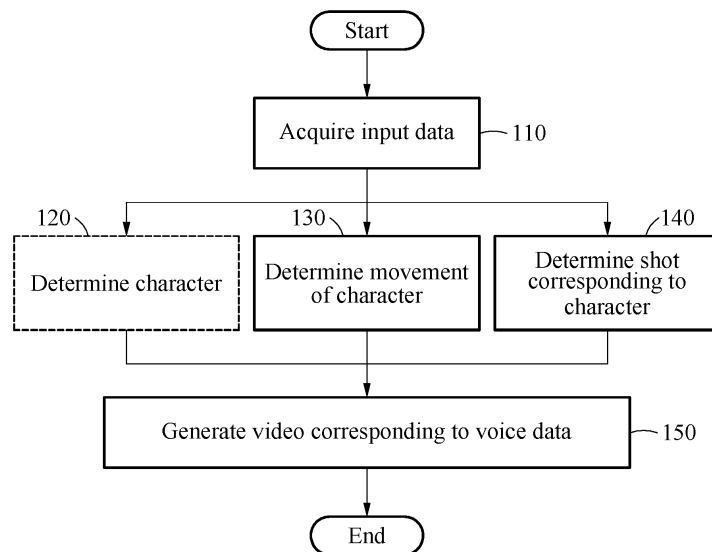 Start
Acquire input data
110
120
130
140
Determine character
Determine movement
of character
Determine shot
corresponding to
character
Generate video corresponding to voice data
150
End